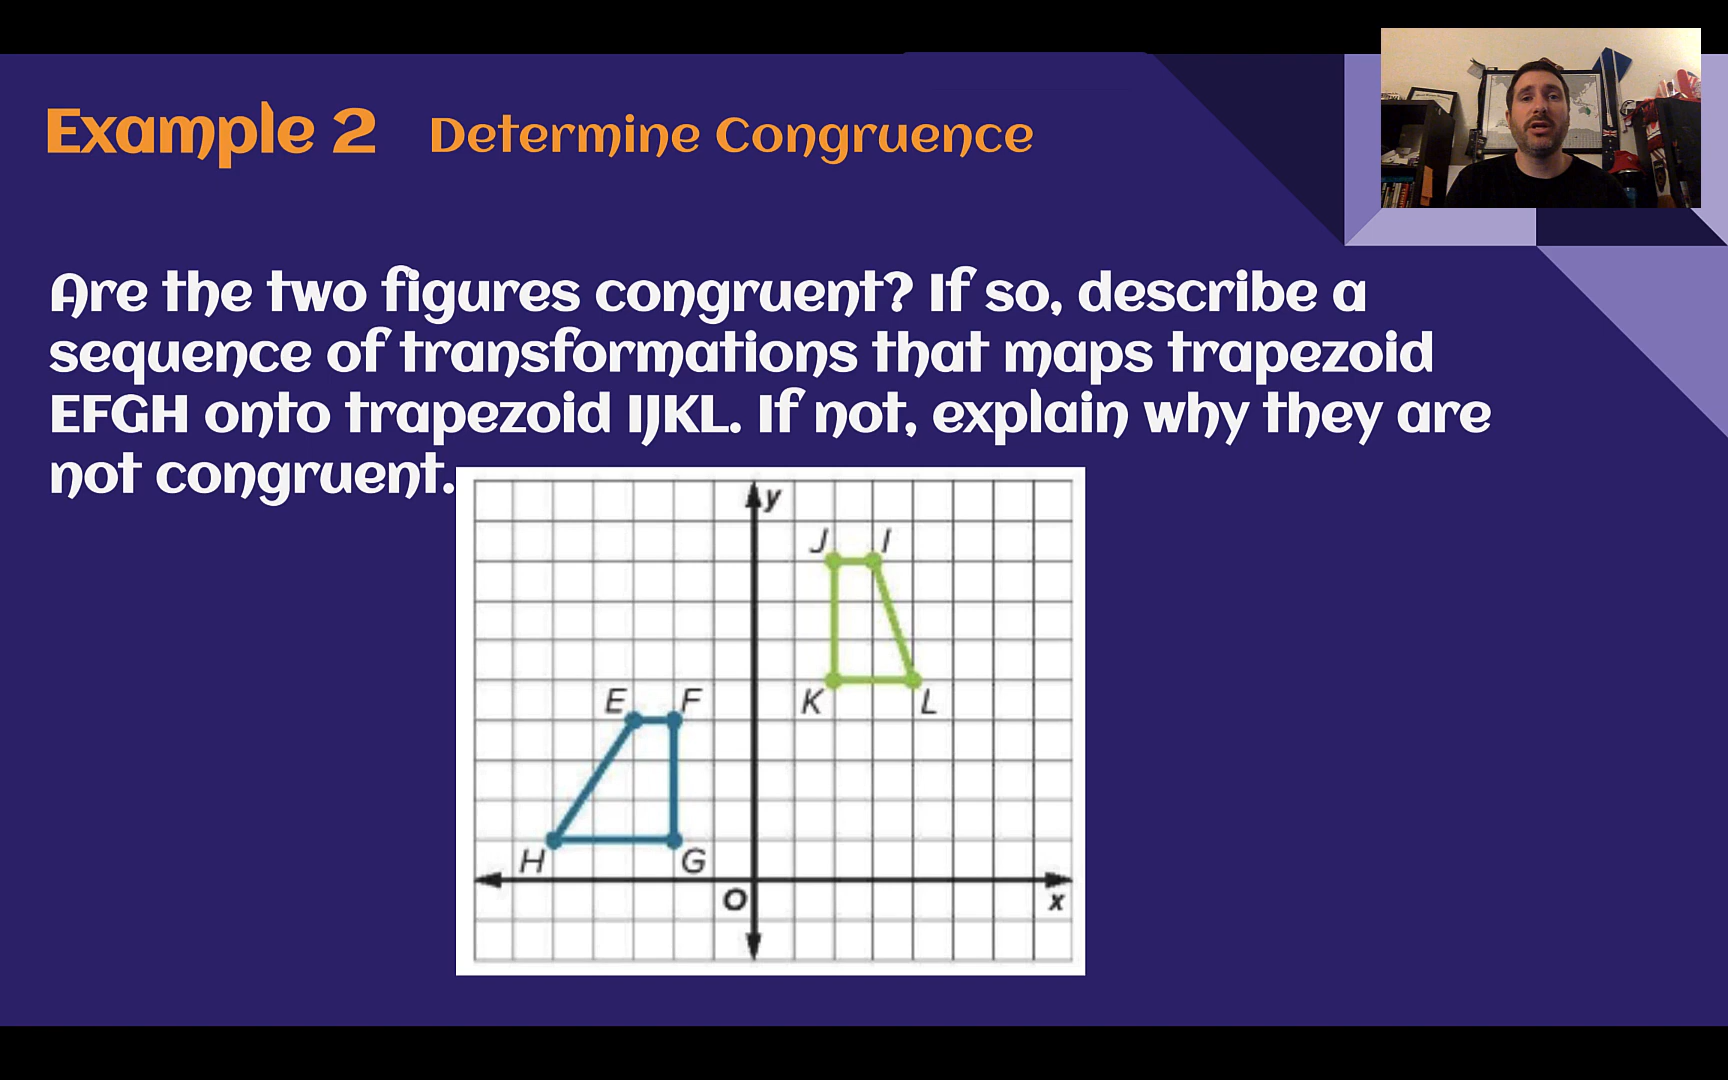 Example 2 Determine Congruence
Are the two figures congruent? If so, describe a
sequence of transformations that maps trapezoid
EFGH onto trapezoid IJKL. If not, explain why they are
not congruent.
y
J I
E F K L
H G
O x